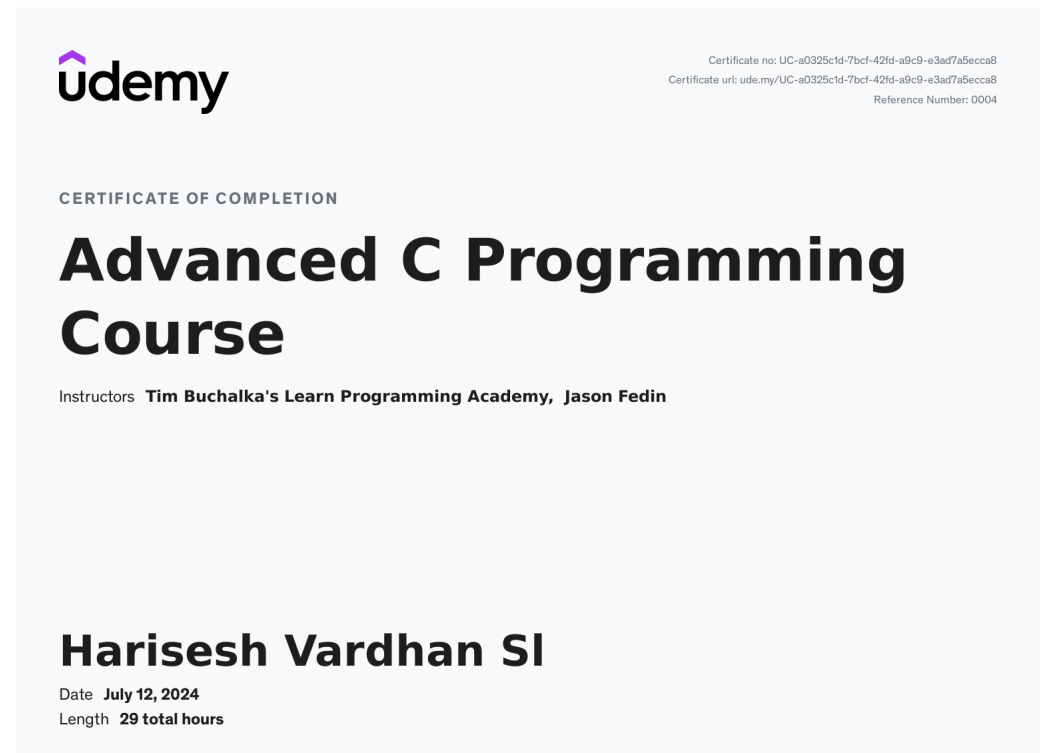 udemy
Certificate no: UC-a0325c1d-7bcf-42fd-a9c9-e3ad7a5ecca8
Certificate url: ude.my/UC-a0325c1d-7bcf-42fd-a9c9-e3ad7a5ecca8
Reference Number: 0004
CERTIFICATE OF COMPLETION
Advanced C Programming
Course
Instructors Tim Buchalka's Learn Programming Academy, Jason Fedin
Harisesh Vardhan Sl
Date July 12, 2024
Length 29 total hours